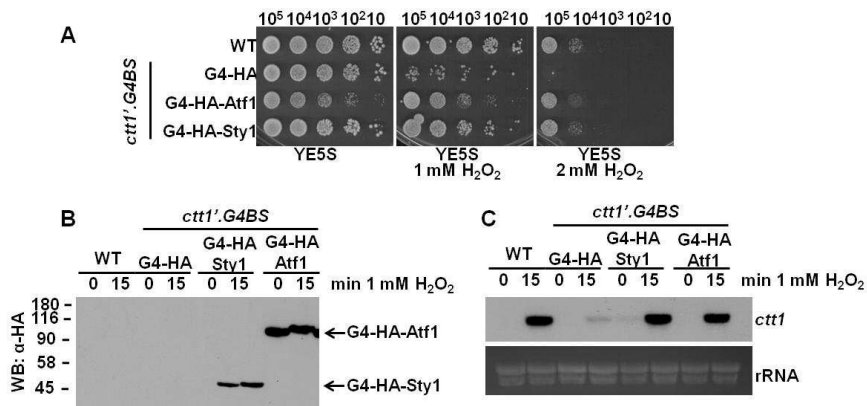 A
10⁵ 10⁴ 10³ 10² 10 10⁵ 10⁴ 10³ 10² 10 10⁵ 10⁴ 10³ 10² 10
WT
G4-HA
G4-HA-Atf1
G4-HA-Sty1
ctt1'.G4BS
YE5S YE5S YE5S
1 mM H₂O₂ 2 mM H₂O₂
B
ctt1'.G4BS
WT G4-HA G4-HA Sty1 G4-HA Atf1
0 15 0 15 0 15 0 15 min 1 mM H₂O₂
WB: α-HA
180 -
116 -
90 -
58 -
45 -
←G4-HA-Atf1
←G4-HA-Sty1
C
ctt1'.G4BS
WT G4-HA G4-HA Sty1 G4-HA Atf1
0 15 0 15 0 15 0 15 min 1 mM H₂O₂
ctt1
rRNA